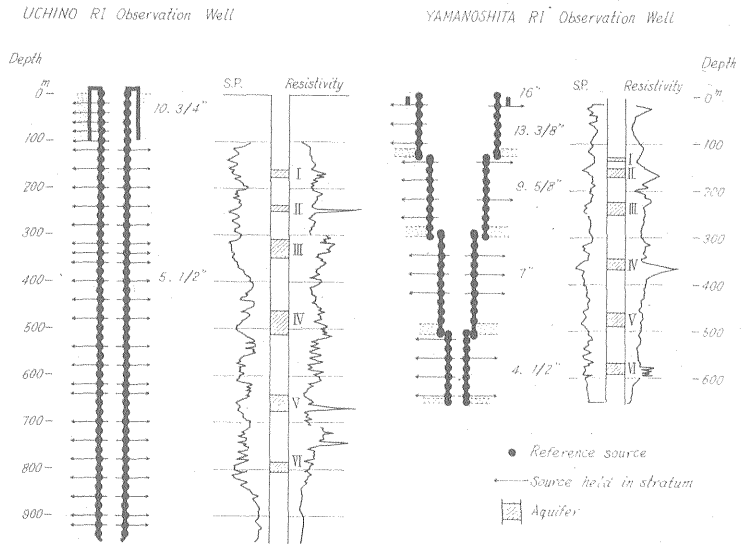 UCHINO RI Observation Well
YAMANOSHITA RI Observation Well
Depth
m
0
100
200
300
400
500
600
700
800
900
10. 3/4"
5. 1/2"
S.P.
Resistivity
I
II
III
IV
V
VI
16"
13. 3/8"
9. 5/8"
7"
4. 1/2"
S.P.
Resistivity
I
II
III
IV
V
VI
Depth
0 m
100
200
300
400
500
600
Reference source
Source held in stratum
Aquifer